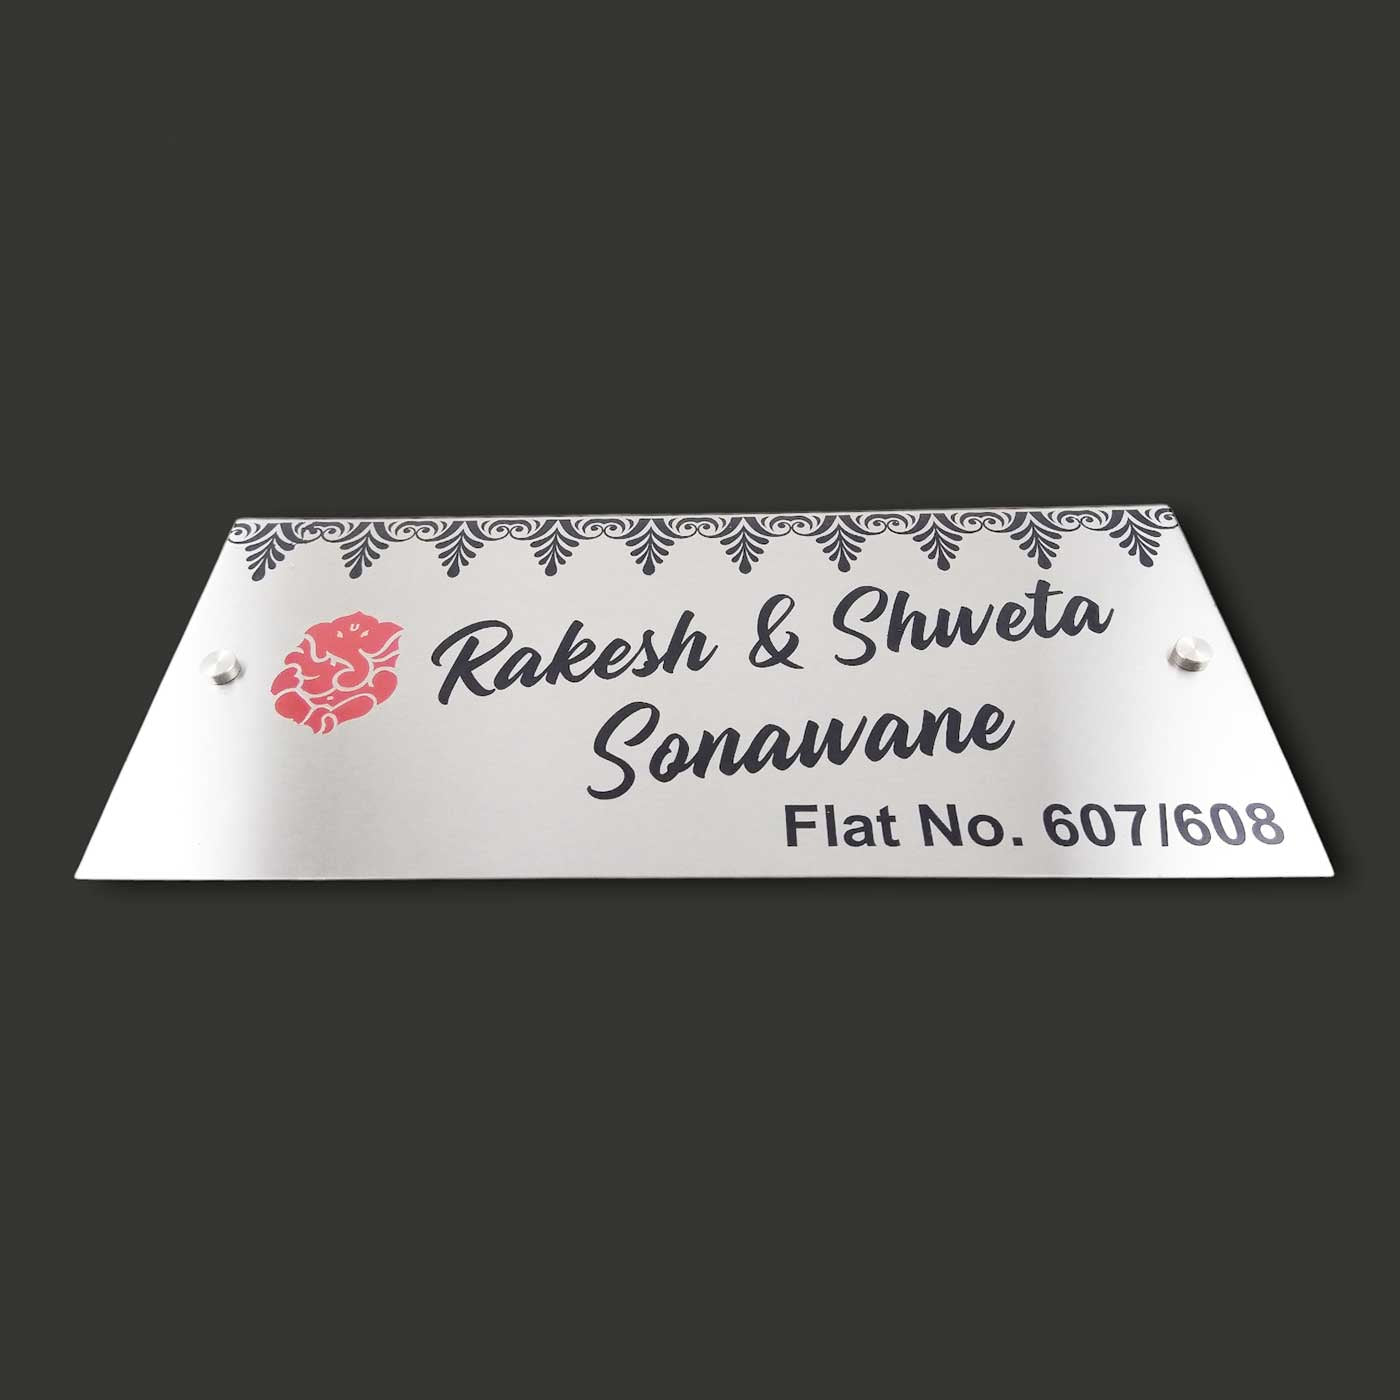 Rakesh & Shweta
Sonawane
Flat No. 607/608